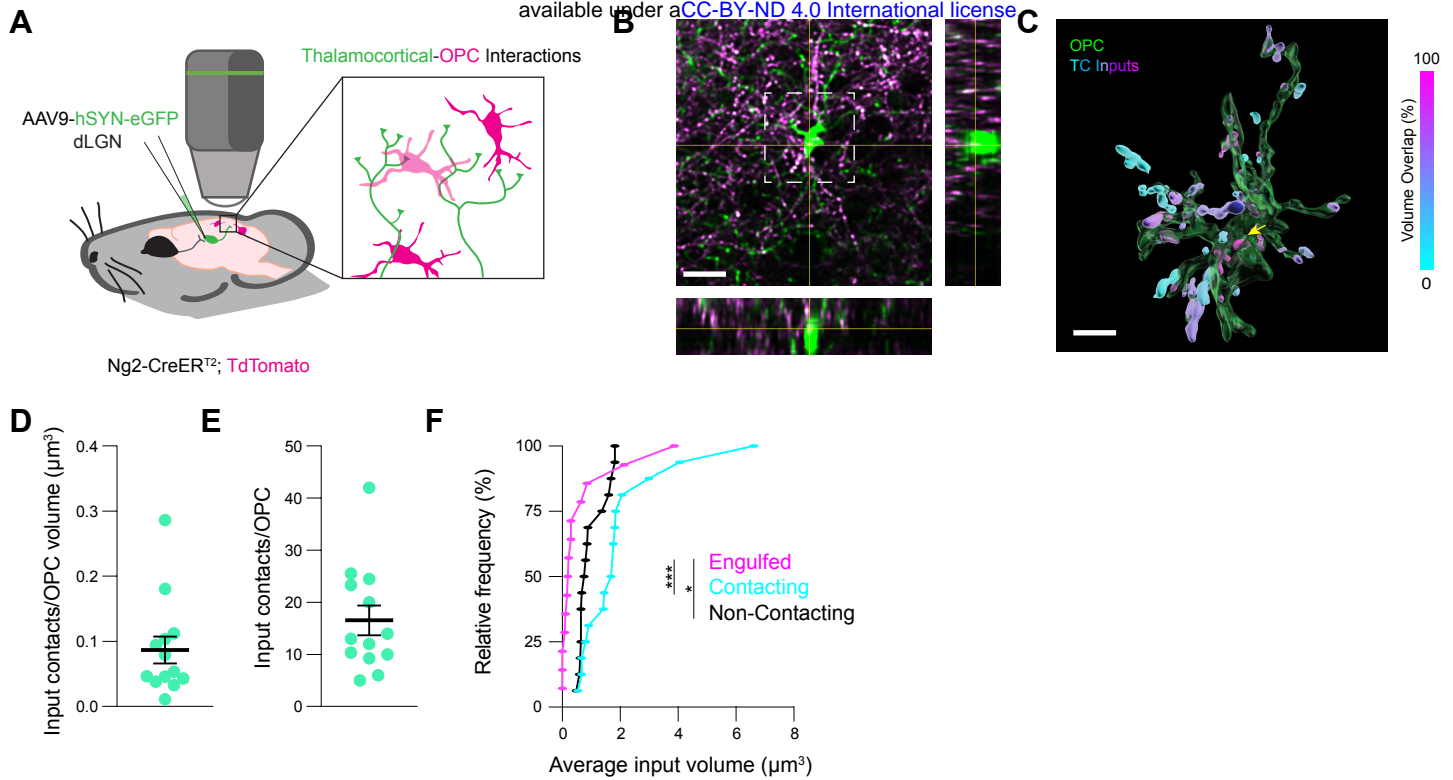 available under aCC-BY-ND 4.0 International license
A
Thalamocortical-OPC Interactions
AAV9-hSYN-eGFP
dLGN
Ng2-CreERT2; TdTomato
B
C
OPC
TC Inputs
100
Volume Overlap (%)
0
D
Input contacts/OPC volume (µm³)
0.4
0.3
0.2
0.1
0.0
E
Input contacts/OPC
50
40
30
20
10
0
F
Relative frequency (%)
100
75
50
25
0
0 2 4 6 8
Average input volume (µm³)
***
*
Engulfed
Contacting
Non-Contacting